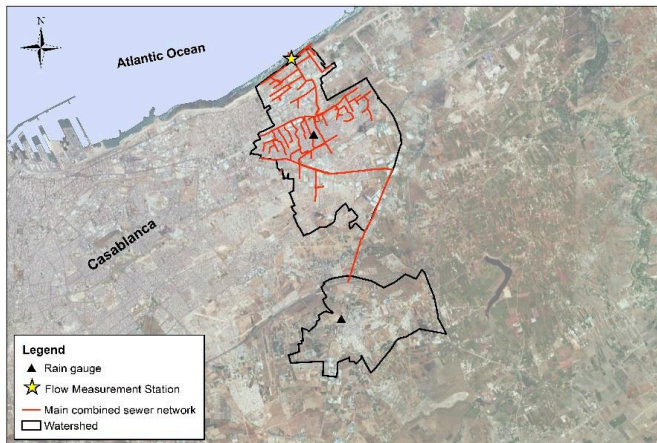 N
Atlantic Ocean
Casablanca
Legend
Rain gauge
Flow Measurement Station
Main combined sewer network
Watershed